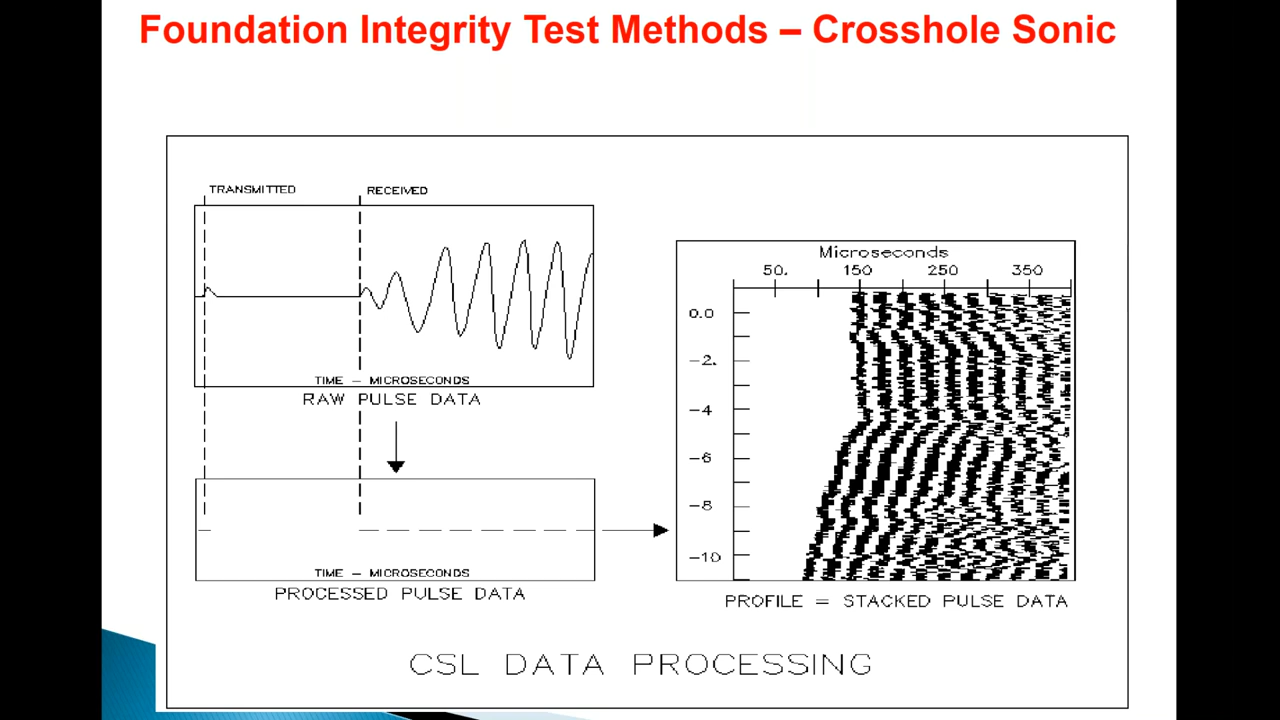 Foundation Integrity Test Methods – Crosshole Sonic
TRANSMITTED
RECEIVED
TIME – MICROSECONDS
RAW PULSE DATA
TIME – MICROSECONDS
PROCESSED PULSE DATA
Microseconds
50. 150 250 350
0.0
-2.
-4
-6
-8
-10
PROFILE = STACKED PULSE DATA
CSL DATA PROCESSING